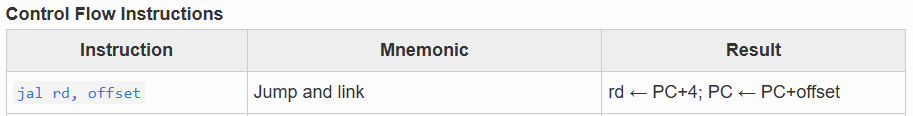 Control Flow Instructions
Instruction Mnemonic Result
jal rd, offset Jump and link rd ← PC+4; PC ← PC+offset